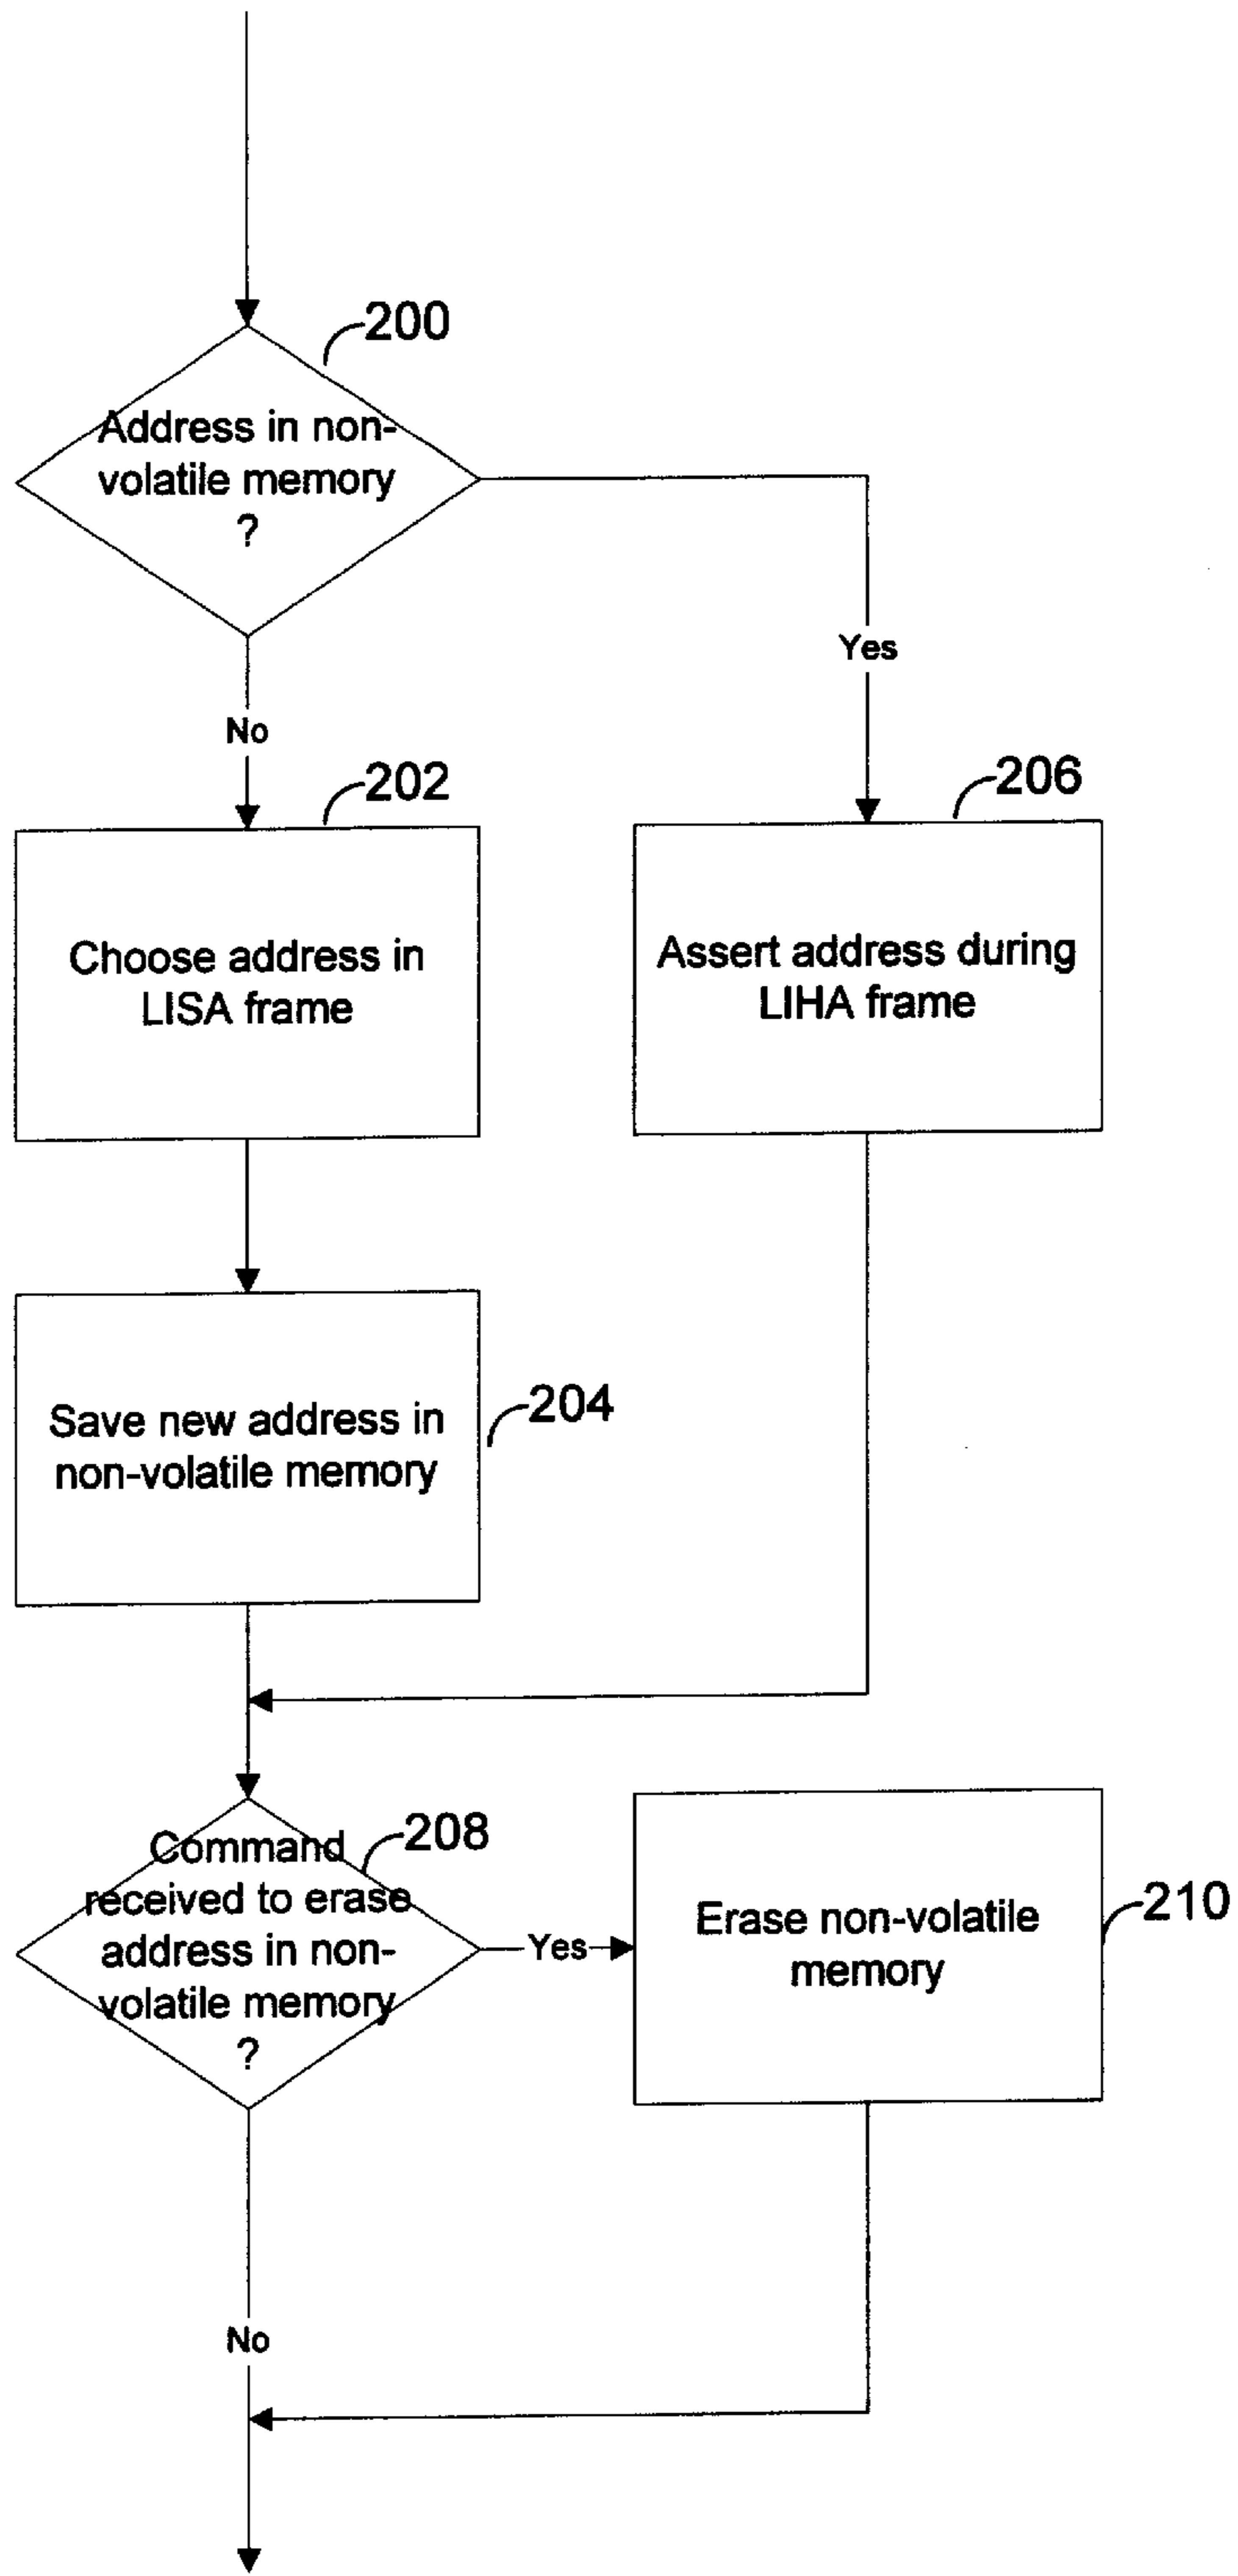 200
Address in non-
volatile memory
?
Yes
No
202
206
Choose address in
LISA frame
Assert address during
LIHA frame
204
Save new address in
non-volatile memory
208
Command
received to erase
address in non-
volatile memory
?
Yes
210
Erase non-volatile
memory
No